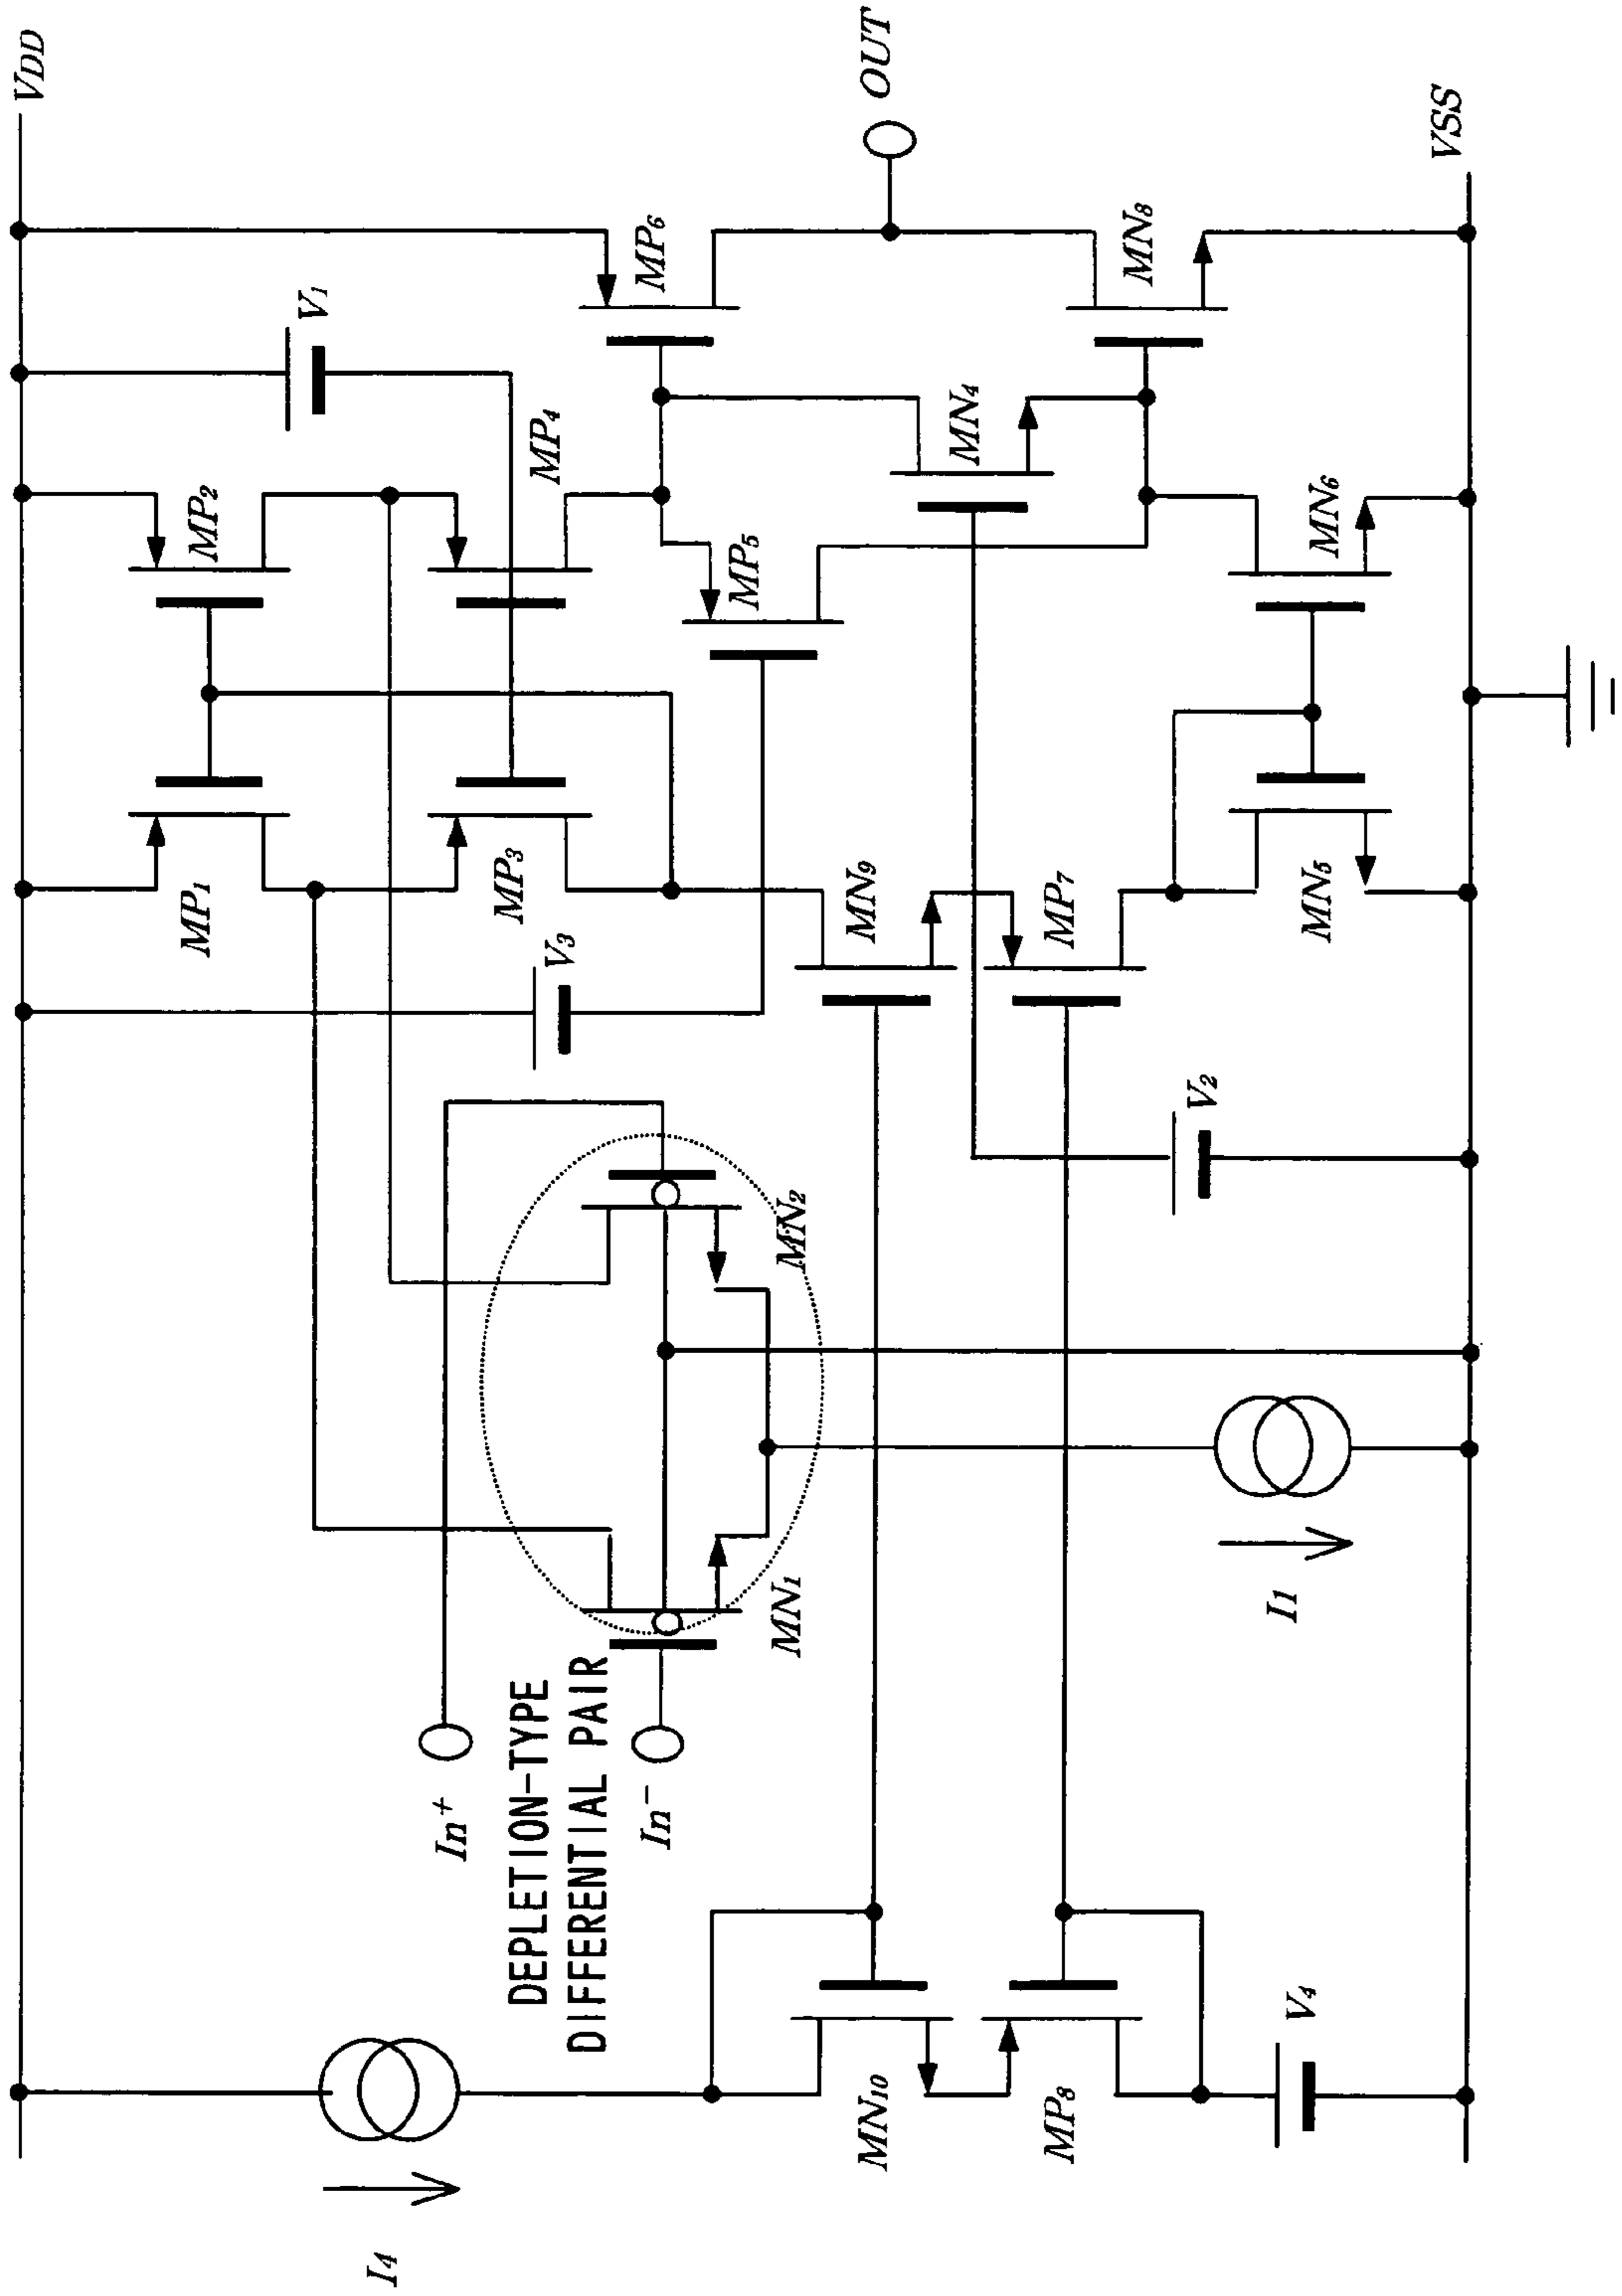 VDD
V1
MP2
MP4
MP6
OUT
MP1
MP3
MP5
MN4
MN8
VSS
V3
MN9
MP7
MN6
MN5
V2
MN2
In+
DEPLETION-TYPE
DIFFERENTIAL PAIR
In-
MN1
I1
I4
MN10
MP8
V4